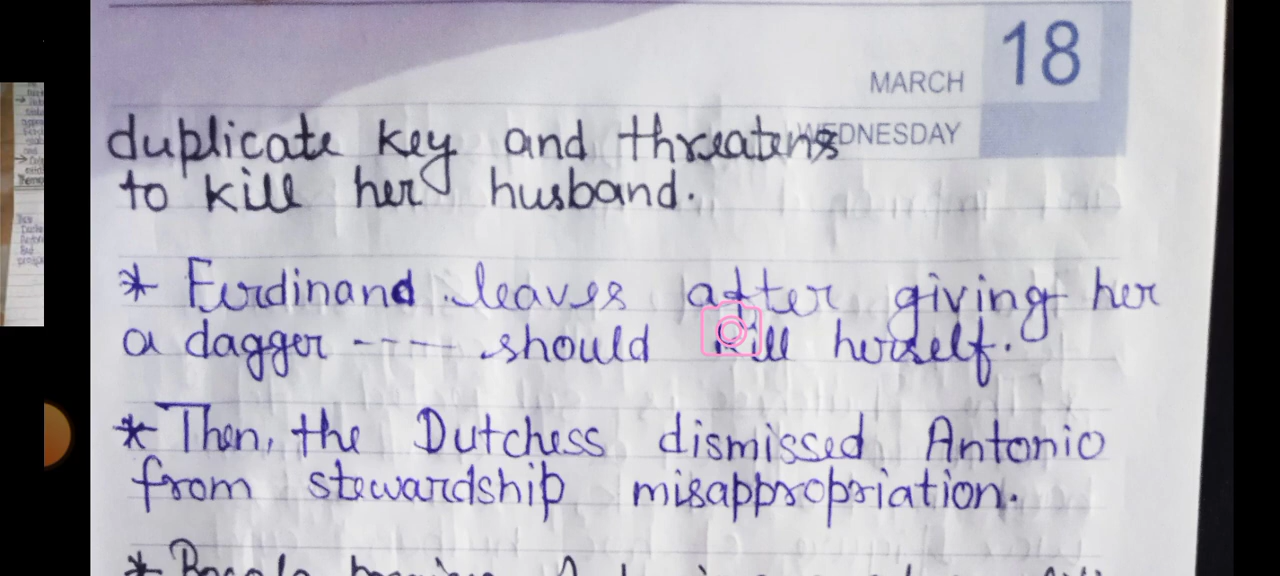 MARCH 18
WEDNESDAY
duplicate key and threatens
to kill her husband.
* Ferdinand leaves after giving her
a dagger ---- should kill herself.
* Then, the Dutchess dismissed Antonio
from stewardship misappropriation.
*